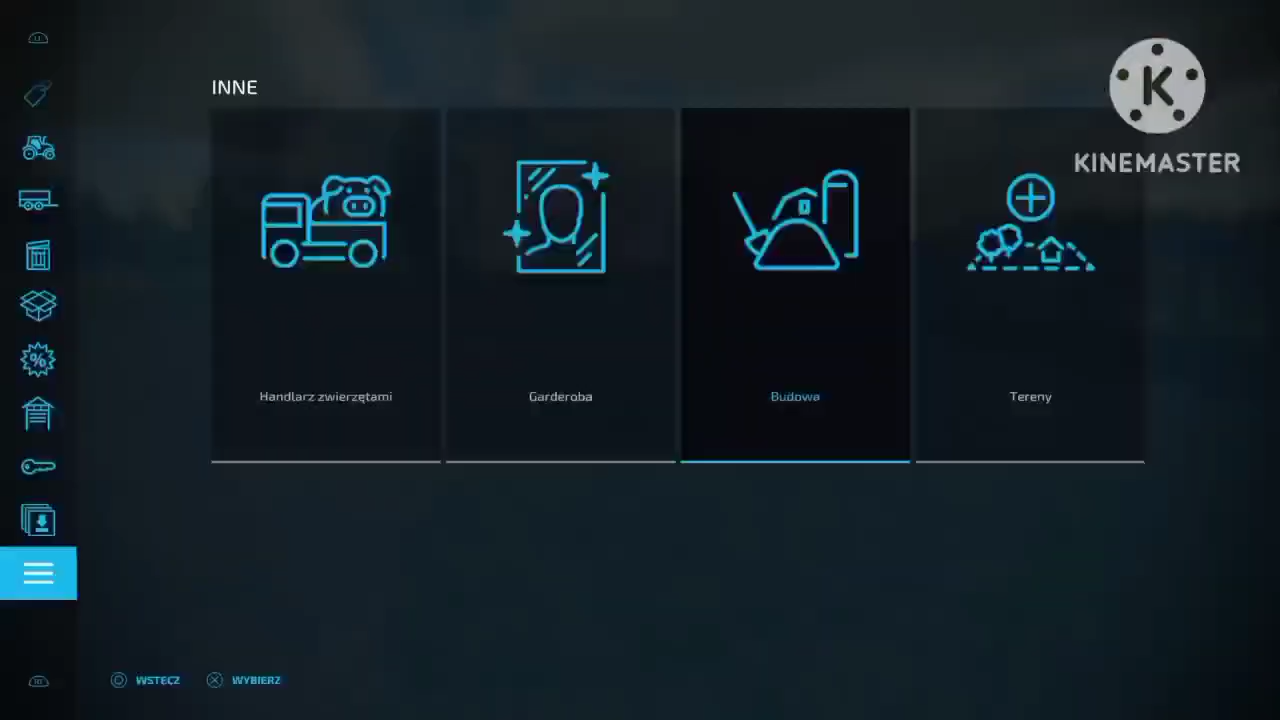 INNE
K
KINEMASTER
Handlarz zwierzętami
Garderoba
Budowa
Tereny
WSTECZ
WYBIERZ